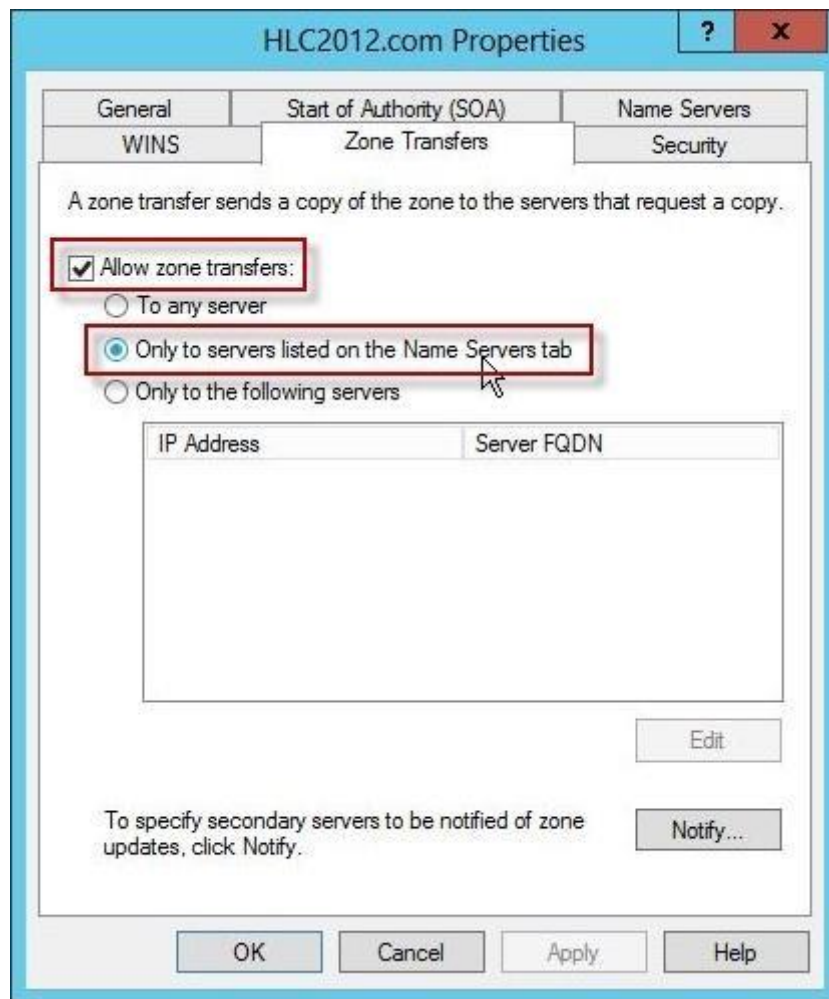 HLC2012.com Properties
? x
General Start of Authority (SOA) Name Servers
WINS Zone Transfers Security
A zone transfer sends a copy of the zone to the servers that request a copy.
Allow zone transfers:
To any server
Only to servers listed on the Name Servers tab
Only to the following servers
IP Address Server FQDN
Edit
To specify secondary servers to be notified of zone
updates, click Notify.
Notify...
OK Cancel Apply Help